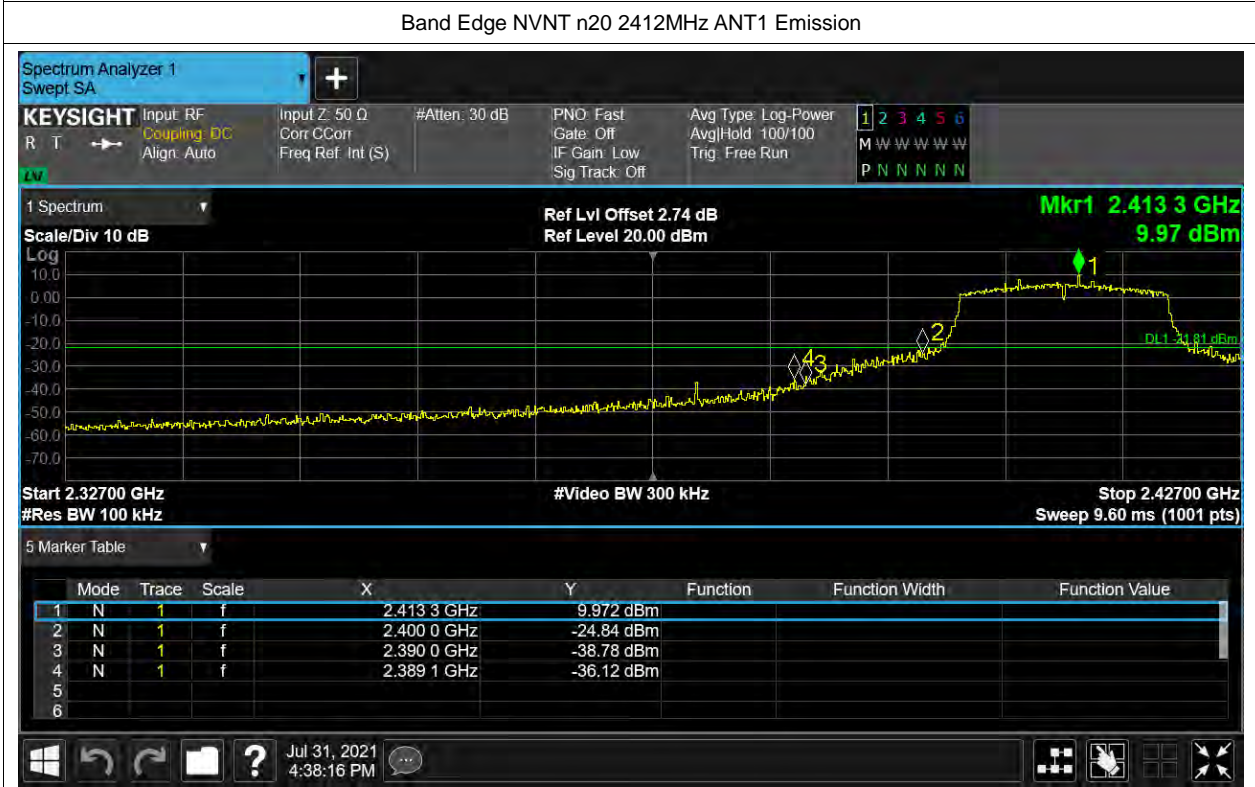 Band Edge NVNT n20 2412MHz ANT1 Emission
Spectrum Analyzer 1
Swept SA
+
KEYSIGHT
R T
Input: RF
Coupling: DC
Align: Auto
Input Z: 50 Ω
Corr CCorr
Freq Ref: Int (S)
#Atten: 30 dB
PNO: Fast
Gate: Off
IF Gain: Low
Sig Track: Off
Avg Type: Log-Power
Avg|Hold: 100/100
Trig: Free Run
1 2 3 4 5 6
M W W W W W
P N N N N N
1 Spectrum
Scale/Div 10 dB
Ref Lvl Offset 2.74 dB
Ref Level 20.00 dBm
Mkr1 2.413 3 GHz
9.97 dBm
Log
10.0
0.00
-10.0
-20.0
-30.0
-40.0
-50.0
-60.0
-70.0
1
2
4 3
DL1 -21.81 dBm
Start 2.32700 GHz
#Video BW 300 kHz
Stop 2.42700 GHz
#Res BW 100 kHz
Sweep 9.60 ms (1001 pts)
5 Marker Table
Mode Trace Scale X Y Function Function Width Function Value
1 N 1 f 2.413 3 GHz 9.972 dBm
2 N 1 f 2.400 0 GHz -24.84 dBm
3 N 1 f 2.390 0 GHz -38.78 dBm
4 N 1 f 2.389 1 GHz -36.12 dBm
5
6
?
Jul 31, 2021
4:38:16 PM